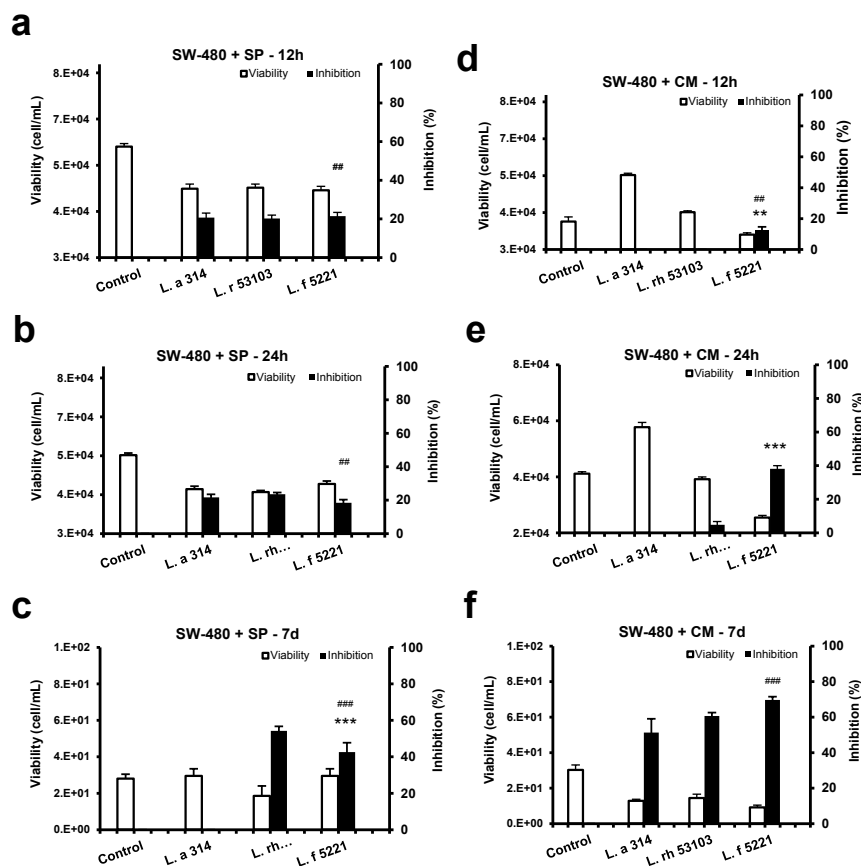 a
SW-480 + SP - 12h
Viability Inhibition
Viability (cell/mL)
8.E+04
7.E+04
5.E+04
4.E+04
3.E+04
100
80
60
40
20
0
Inhibition (%)
##
Control L. a 314 L. r 53103 L. f 5221
b
SW-480 + SP - 24h
Viability Inhibition
Viability (cell/mL)
8.E+04
7.E+04
5.E+04
4.E+04
3.E+04
100
80
60
40
20
0
Inhibition (%)
##
Control L. a 314 L. rh... L. f 5221
c
SW-480 + SP - 7d
Viability Inhibition
Viability (cell/mL)
1.E+02
8.E+01
6.E+01
4.E+01
2.E+01
0.E+00
100
80
60
40
20
0
Inhibition (%)
###
***
Control L. a 314 L. rh... L. f 5221
d
SW-480 + CM - 12h
Viability Inhibition
Viability (cell/mL)
8.E+04
7.E+04
5.E+04
4.E+04
3.E+04
100
80
60
40
20
0
Inhibition (%)
##
**
Control L. a 314 L. rh 53103 L. f 5221
e
SW-480 + CM - 24h
Viability Inhibition
Viability (cell/mL)
8.E+04
6.E+04
4.E+04
2.E+04
100
80
60
40
20
0
Inhibition (%)
***
Control L. a 314 L. rh... L. f 5221
f
SW-480 + CM - 7d
Viability Inhibition
Viability (cell/mL)
1.E+02
8.E+01
6.E+01
4.E+01
2.E+01
0.E+00
100
80
60
40
20
0
Inhibition (%)
###
Control L. a 314 L. rh 53103 L. f 5221